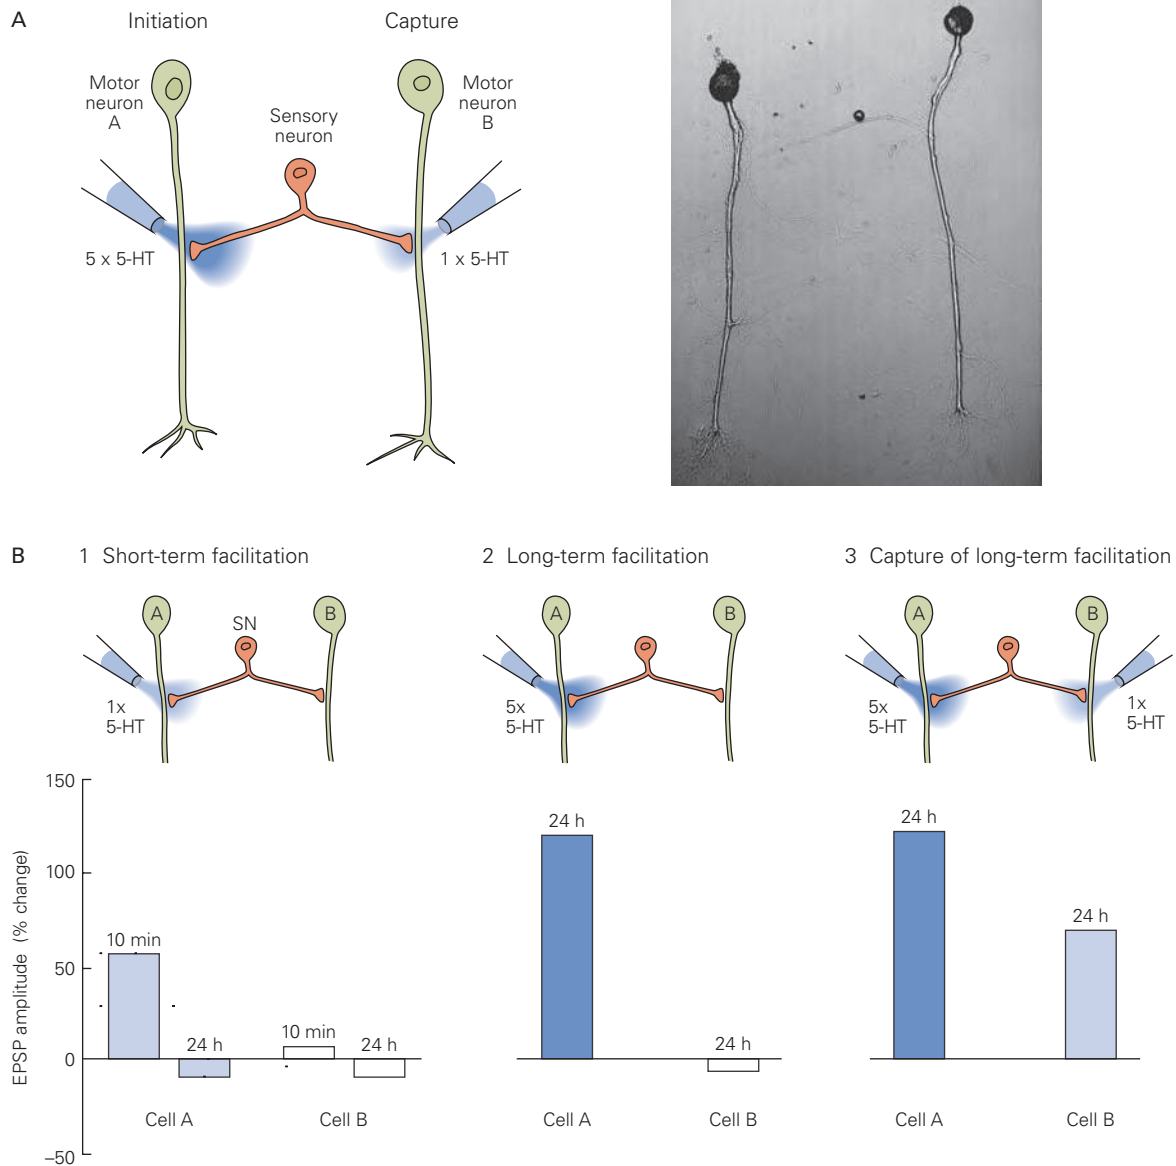 A
Initiation
Capture
Motor
neuron
A
Sensory
neuron
Motor
neuron
B
5 x 5-HT
1 x 5-HT
B
1 Short-term facilitation
2 Long-term facilitation
3 Capture of long-term facilitation
A
SN
B
1x
5-HT
A
B
5x
5-HT
A
B
5x
5-HT
1x
5-HT
EPSP amplitude (% change)
150
100
50
0
–50
10 min
24 h
10 min
24 h
Cell A
Cell B
24 h
24 h
Cell A
Cell B
24 h
24 h
Cell A
Cell B